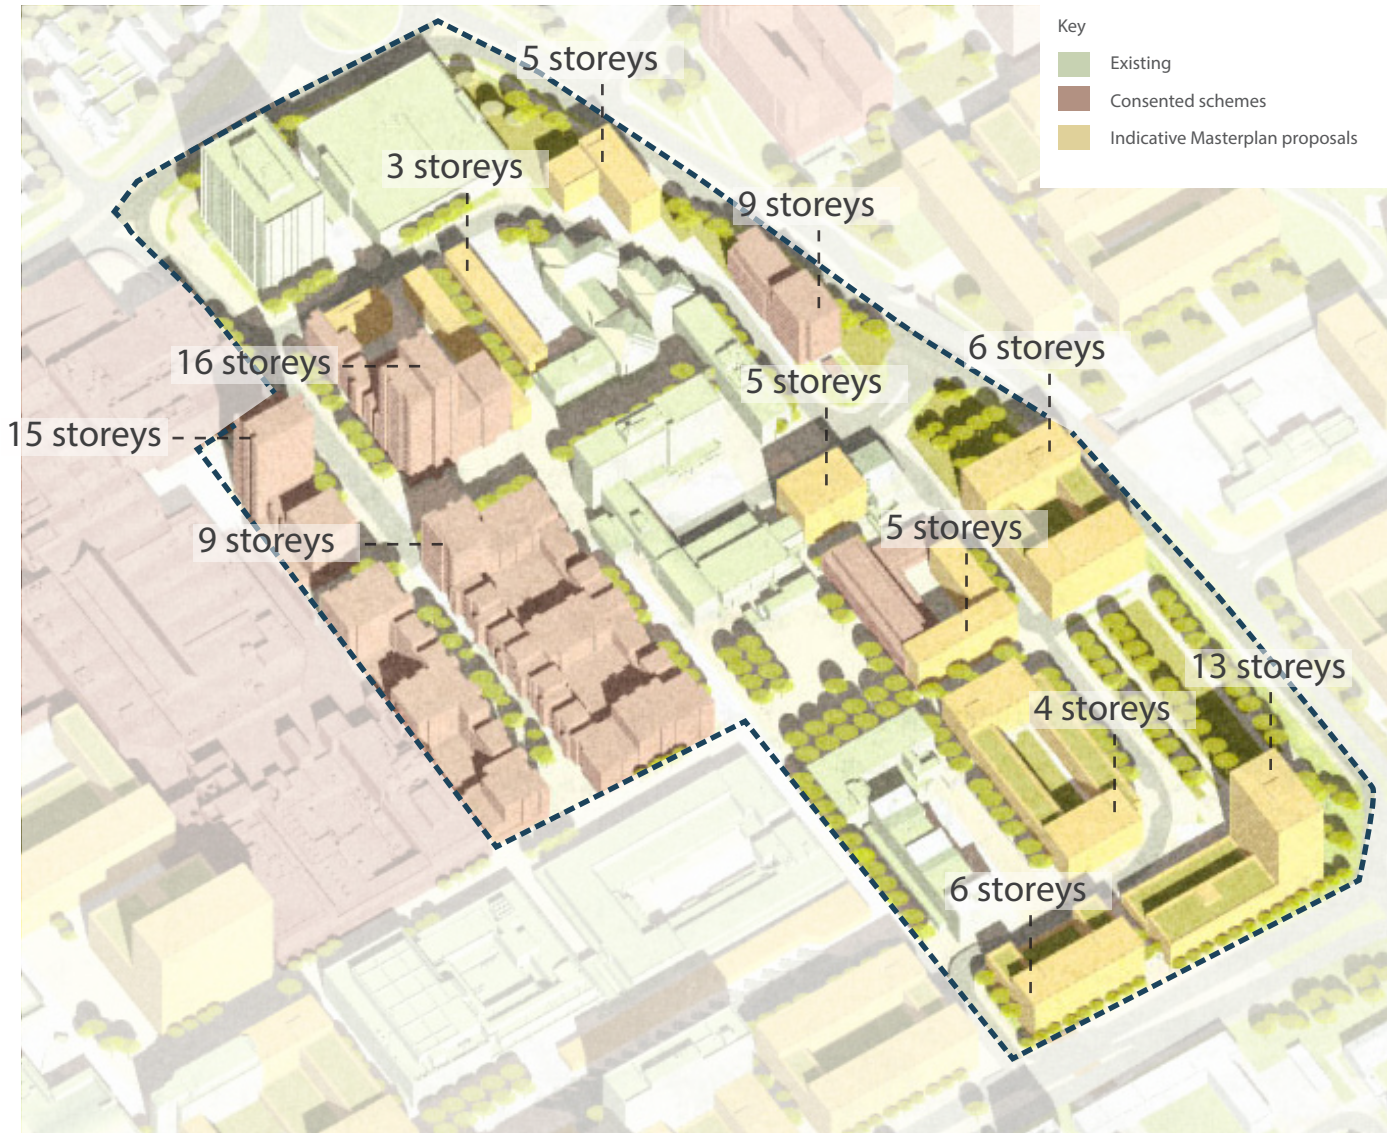 Key
Existing
Consented schemes
Indicative Masterplan proposals
5 storeys
3 storeys
9 storeys
6 storeys
16 storeys
5 storeys
15 storeys
5 storeys
9 storeys
13 storeys
4 storeys
6 storeys